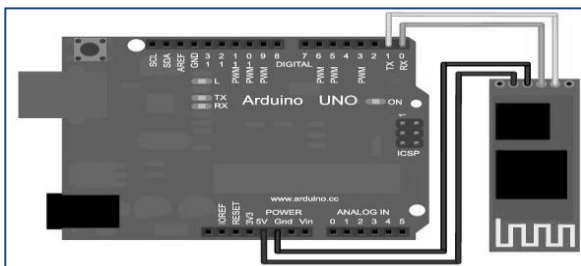 SCL
SDA
AREF
GND
13
12
PWM 11
PWM 10
PWM 9
8
DIGITAL
7
PWM 6
PWM 5
4
PWM 3
2
TX 1
RX 0
L
TX
RX
Arduino UNO
ON
1
ICSP
www.arduino.cc
POWER
ANALOG IN
IOREF
RESET
3V3
5V
Gnd
Vin
0 1 2 3 4 5